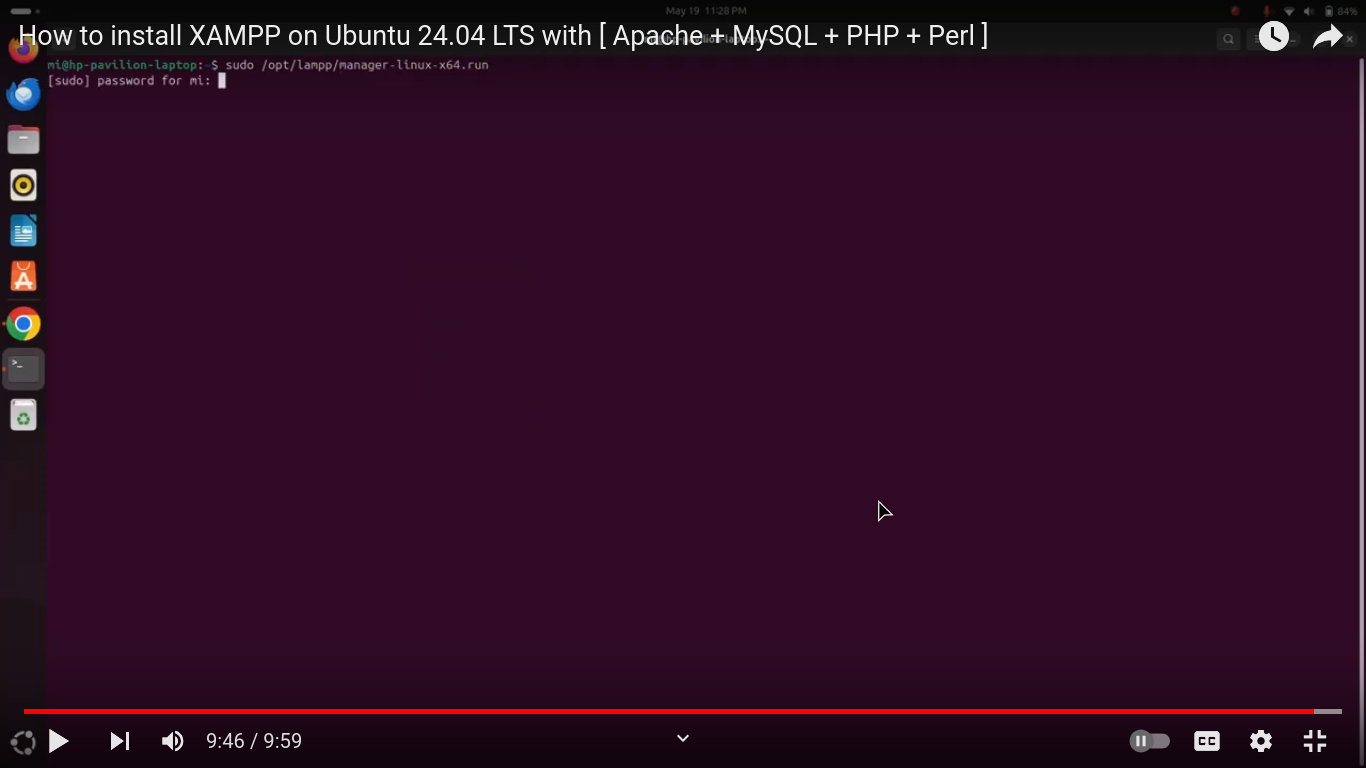 May 19 11:28 PM
84%
How to install XAMPP on Ubuntu 24.04 LTS with [ Apache + MySQL + PHP + Perl ]
mi@hp-pavilion-laptop:~$ sudo /opt/lampp/manager-linux-x64.run
[sudo] password for mi:
9:46 / 9:59
CC